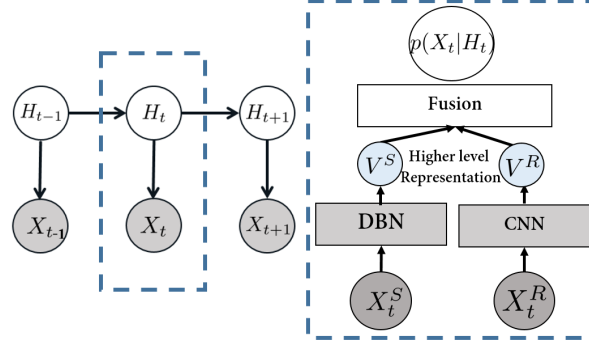 H_{t-1} H_t H_{t+1}
X_{t-1} X_t X_{t+1}
p(X_t|H_t)
Fusion
V^S Higher level Representation V^R
DBN CNN
X_t^S X_t^R